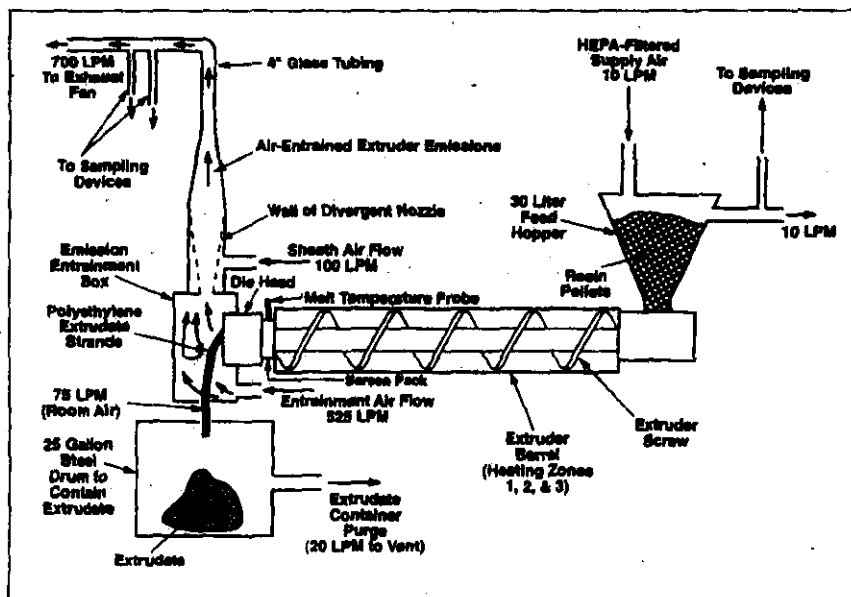 700 LPM
To Exhaust
Fan
4" Glass Tubing
HEPA-Filtered
Supply Air
10 LPM
To Sampling
Devices
To Sampling
Devices
Air-Entrained Extruder Emissions
30 Liter
Feed
Hopper
Wall of Divergent Nozzle
10 LPM
Emission
Entrainment
Box
Sheath Air Flow
100 LPM
Resin
Pellets
Die Head
Melt Temperature Probe
Polyethylene
Extrudate
Strands
Screen Pack
75 LPM
(Room Air)
Entrainment Air Flow
525 LPM
Extruder
Screw
Extruder
Barrel
(Heating Zones
1, 2, & 3)
25 Gallon
Steel
Drum to
Contain
Extrudate
Extrudate
Container
Purge
(20 LPM to Vent)
Extrudate